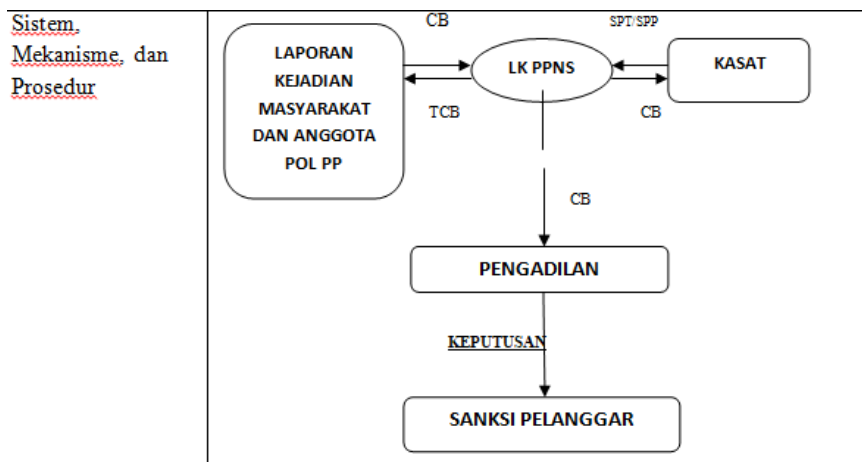 Sistem,
Mekanisme, dan
Prosedur
LAPORAN
KEJADIAN
MASYARAKAT
DAN ANGGOTA
POL PP
CB
TCB
LK PPNS
SPT/SPP
CB
KASAT
CB
PENGADILAN
KEPUTUSAN
SANKSI PELANGGAR